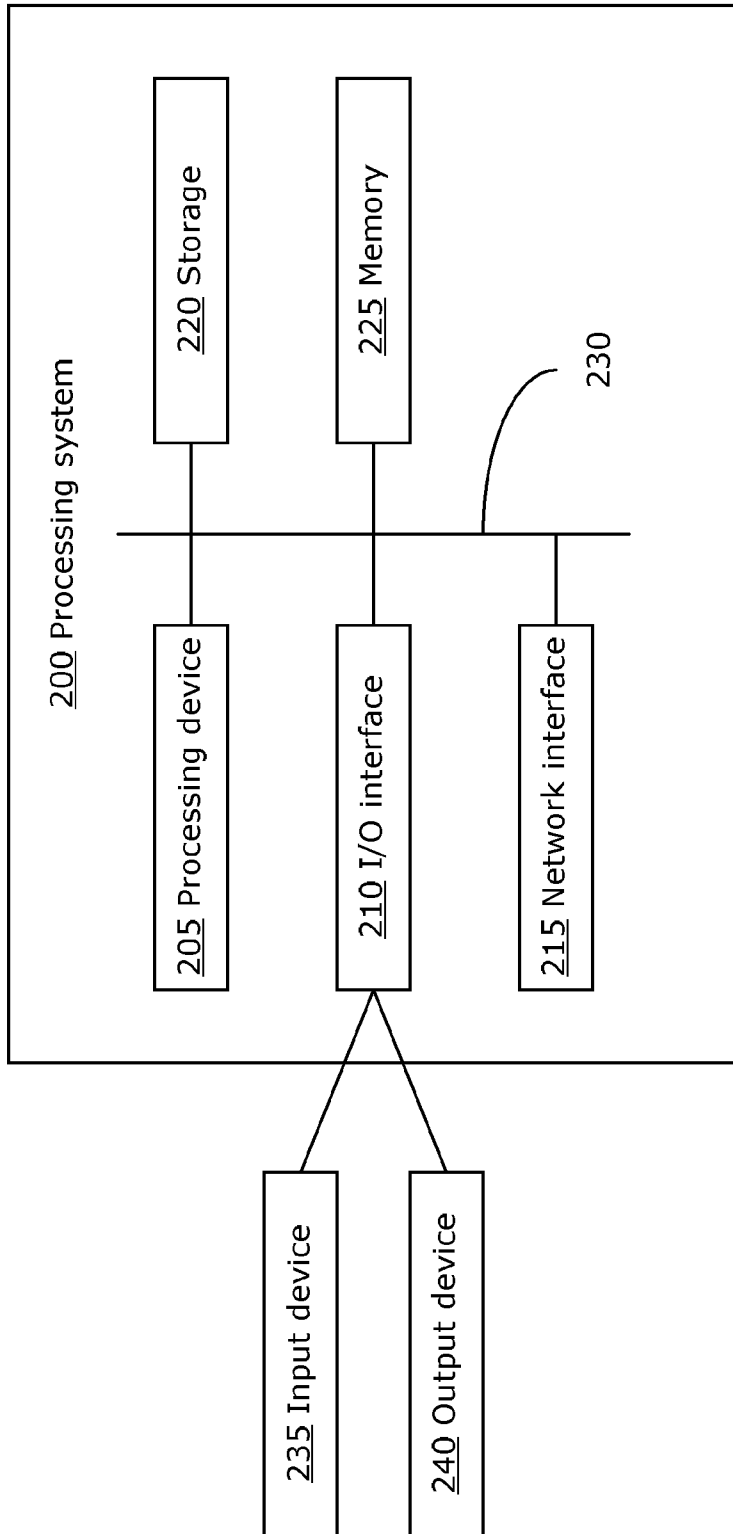 200 Processing system
205 Processing device
220 Storage
235 Input device
210 I/O interface
225 Memory
240 Output device
215 Network interface
230